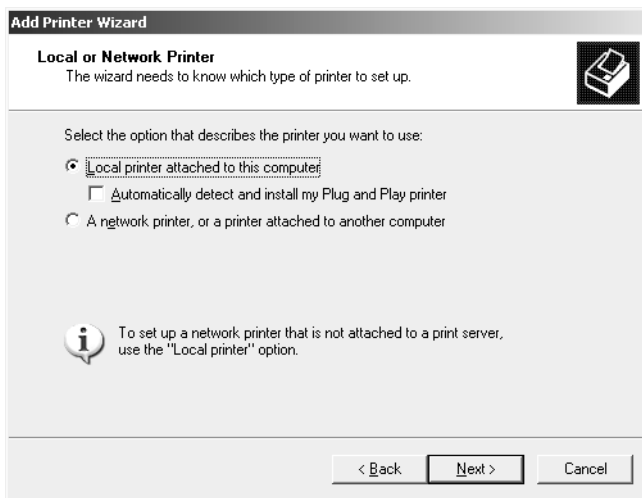 Add Printer Wizard
Local or Network Printer
The wizard needs to know which type of printer to set up.
Select the option that describes the printer you want to use:
Local printer attached to this computer
Automatically detect and install my Plug and Play printer
A network printer, or a printer attached to another computer
To set up a network printer that is not attached to a print server,
use the "Local printer" option.
< Back
Next >
Cancel